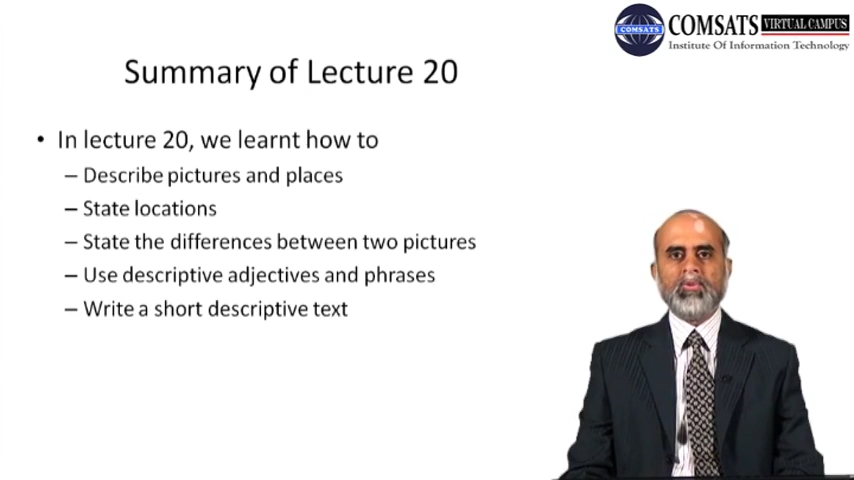 COMSATS VIRTUAL CAMPUS
COMSATS
Institute Of Information Technology
Summary of Lecture 20
• In lecture 20, we learnt how to
– Describe pictures and places
– State locations
– State the differences between two pictures
– Use descriptive adjectives and phrases
– Write a short descriptive text